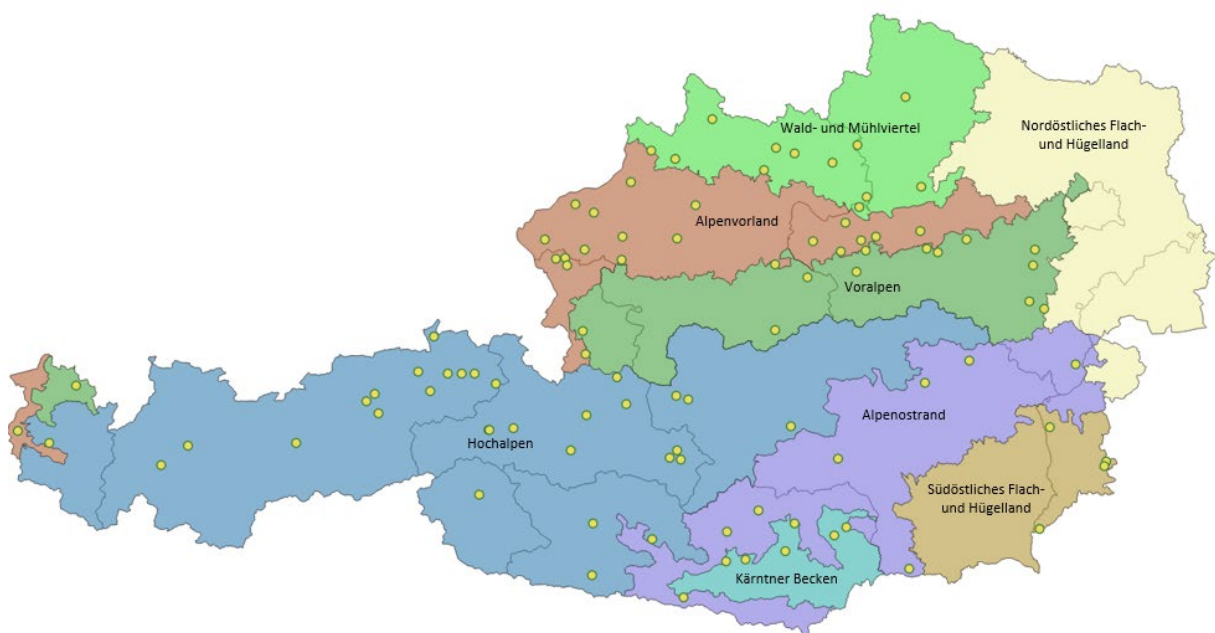 Wald- und Mühlviertel
Nordöstliches Flach-
und Hügelland
Alpenvorland
Voralpen
Hochalpen
Alpenostrand
Südöstliches Flach-
und Hügelland
Kärntner Becken